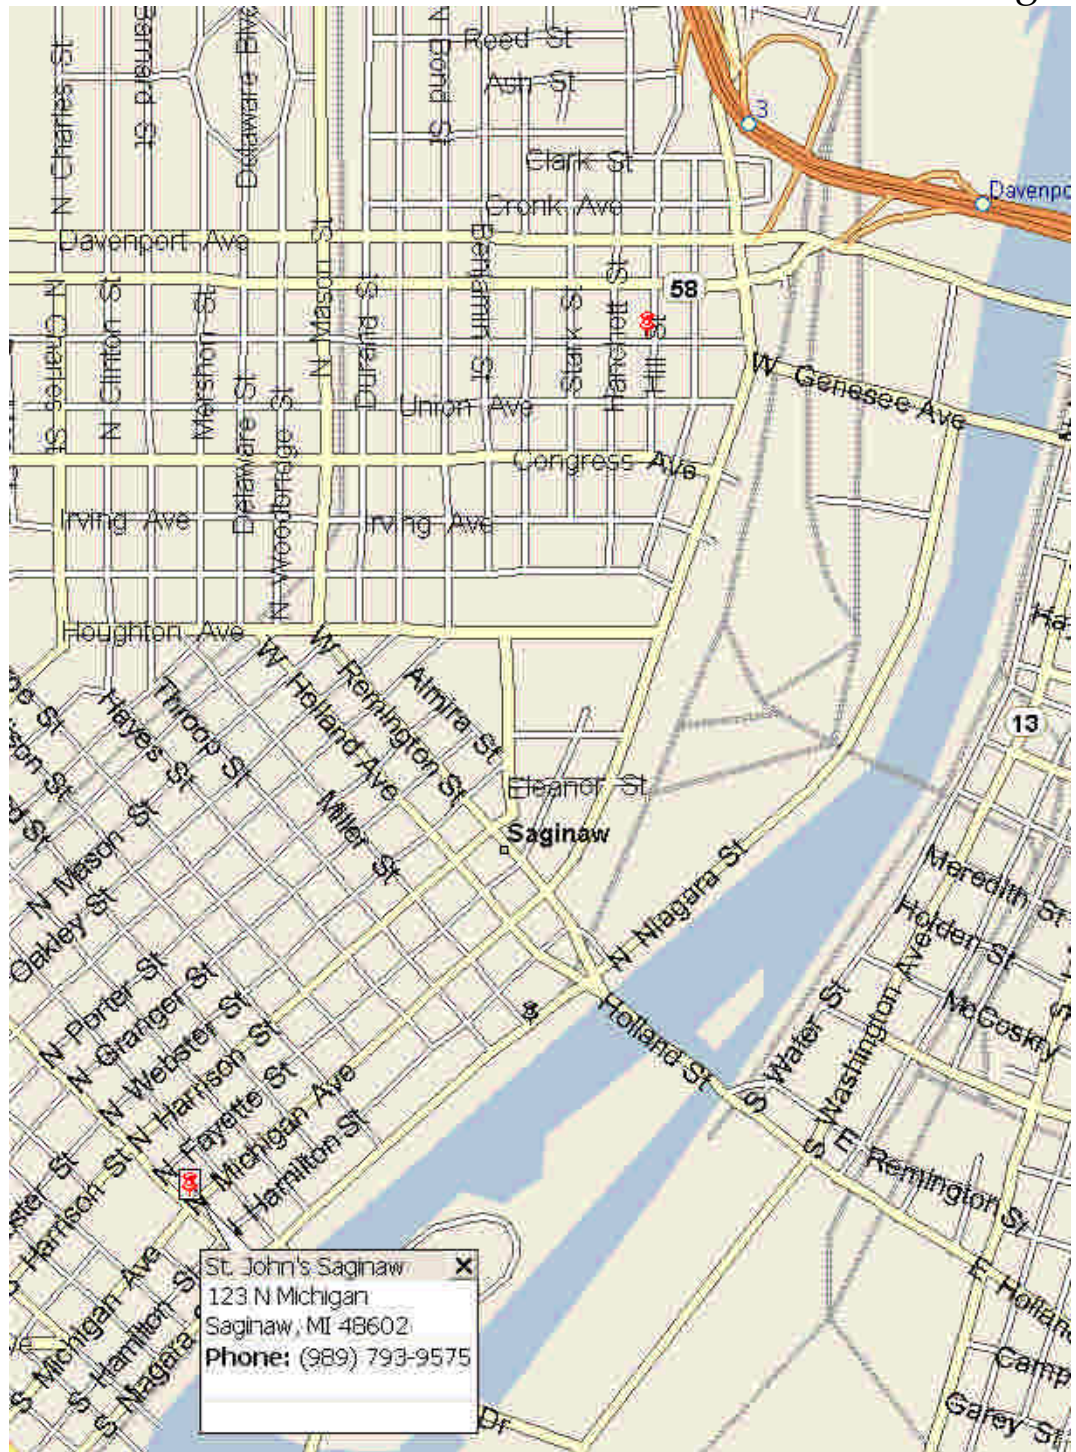 g
N Charles St
Bernard St
Delaware Blvd
N Bond St
Reed St
Ash St
3
Clark St
Davenpo
Cronk Ave
Davenport Ave
N Mason St
Benjamin St
58
N Charles St
N Clinton St
Mershon St
Durand St
Stark St
Hanchett St
Hill St
W Genesee Ave
Delaware St
N Woodbridge St
Union Ave
Congress Ave
Irving Ave
Irving Ave
Houghton Ave
W Holland Ave
W Remington St
Almira St
Hayes St
Throop St
13
Eleanor St
Miller St
Saginaw
N Mason St
Oakley St
N Niagara St
Meredith St
Holden St
McCoskry
N Porter St
N Granger St
N Webster St
N Harrison St
N Fayette St
N Michigan Ave
N Hamilton St
Holland St
S Water St
S Washington Ave
E Remington St
E Holland
Harrison St
S Michigan Ave
S Hamilton St
S Niagara
St. John's Saginaw
123 N Michigan
Saginaw, MI 48602
Phone: (989) 793-9575
Dr
Camp
Garey St